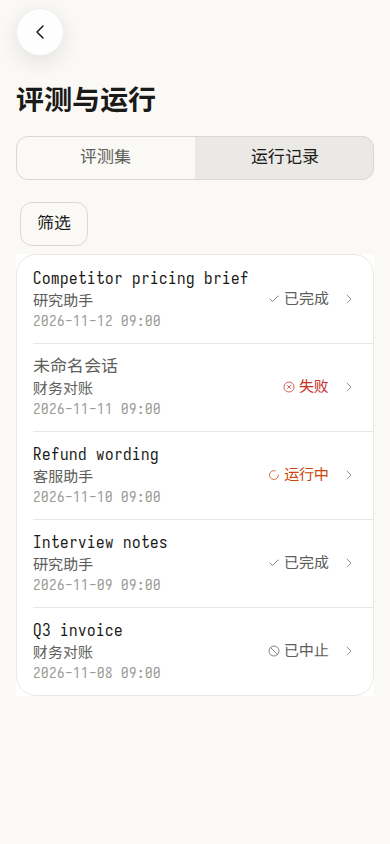 评测与运行
评测集
运行记录
筛选
Competitor pricing brief
研究助手
2026-11-12 09:00
已完成
未命名会话
财务对账
2026-11-11 09:00
失败
Refund wording
客服助手
2026-11-10 09:00
运行中
Interview notes
研究助手
2026-11-09 09:00
已完成
Q3 invoice
财务对账
2026-11-08 09:00
已中止